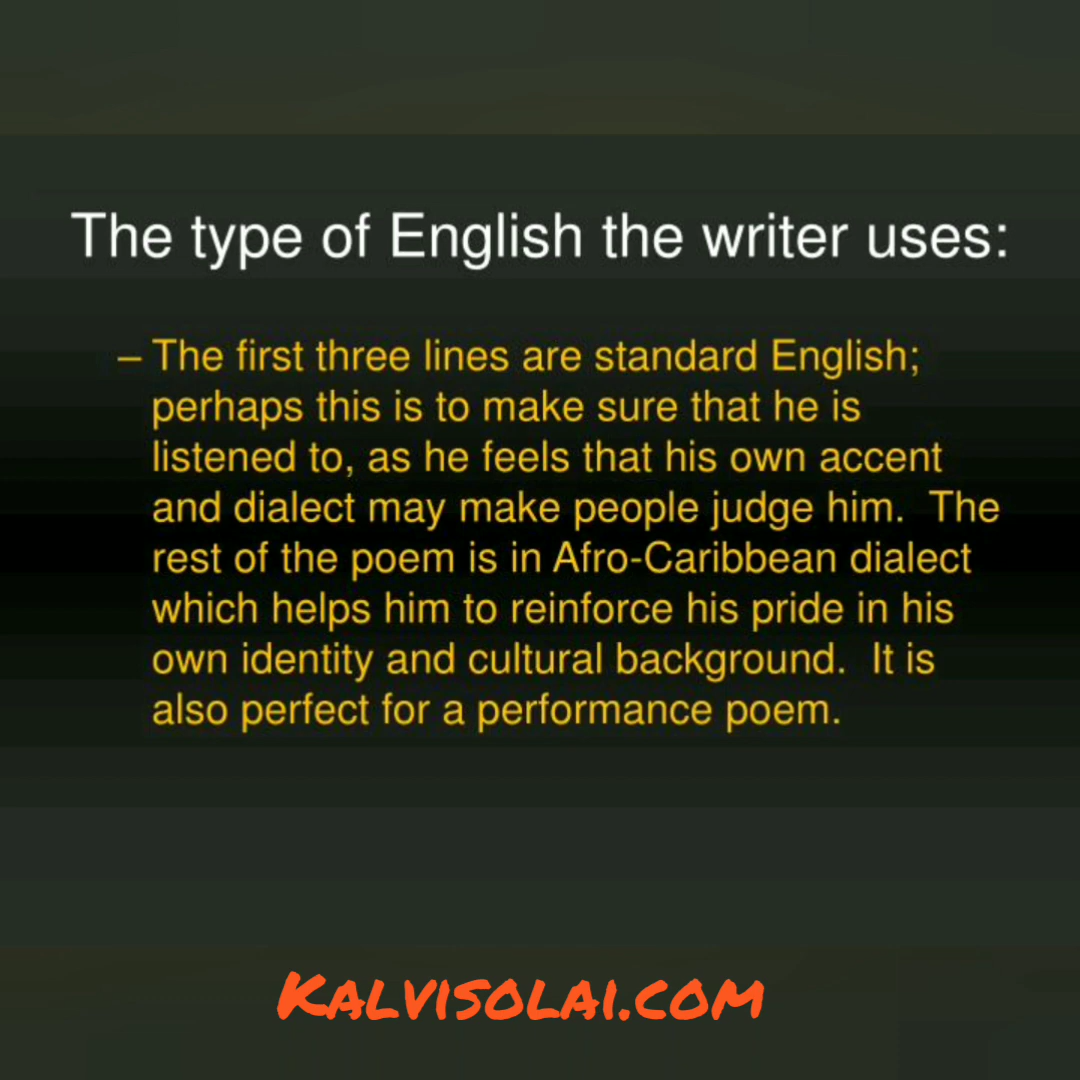 The type of English the writer uses:
– The first three lines are standard English;
perhaps this is to make sure that he is
listened to, as he feels that his own accent
and dialect may make people judge him.  The
rest of the poem is in Afro-Caribbean dialect
which helps him to reinforce his pride in his
own identity and cultural background.  It is
also perfect for a performance poem.
Kalvisolai.com